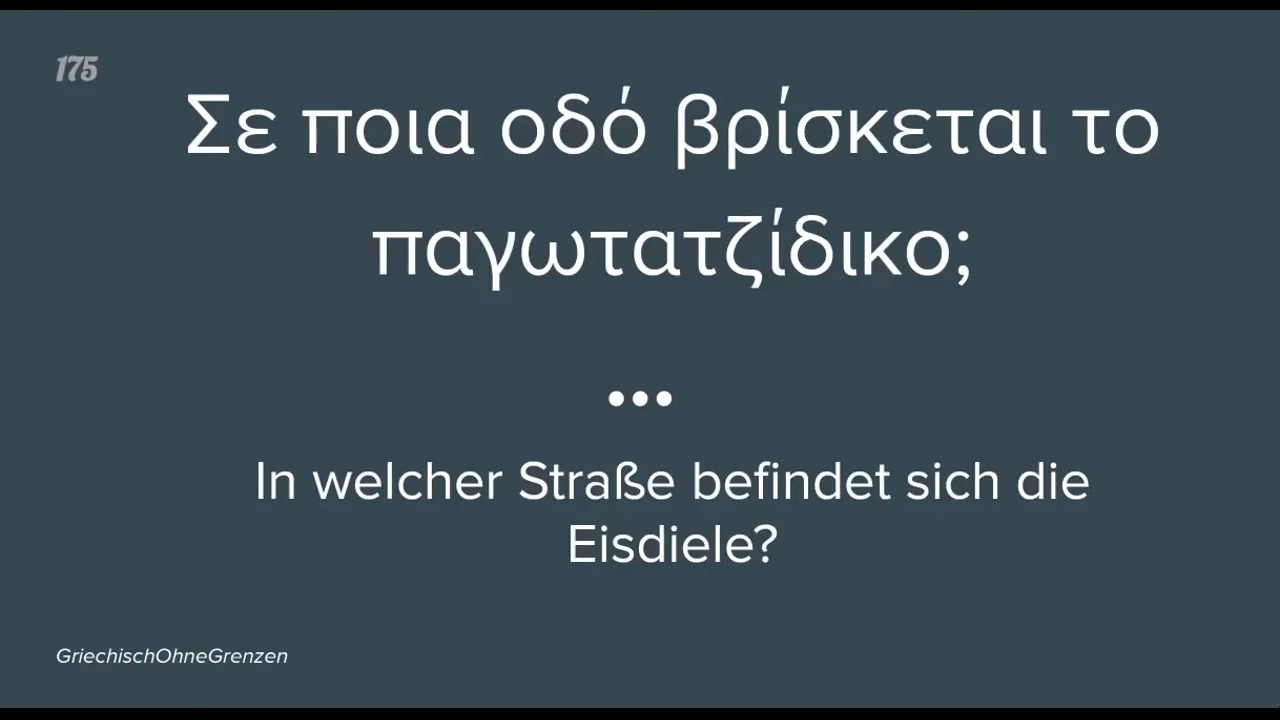 175
Σε ποια οδό βρίσκεται το
παγωτατζίδικο;
•••
In welcher Straße befindet sich die
Eisdiele?
GriechischOhneGrenzen